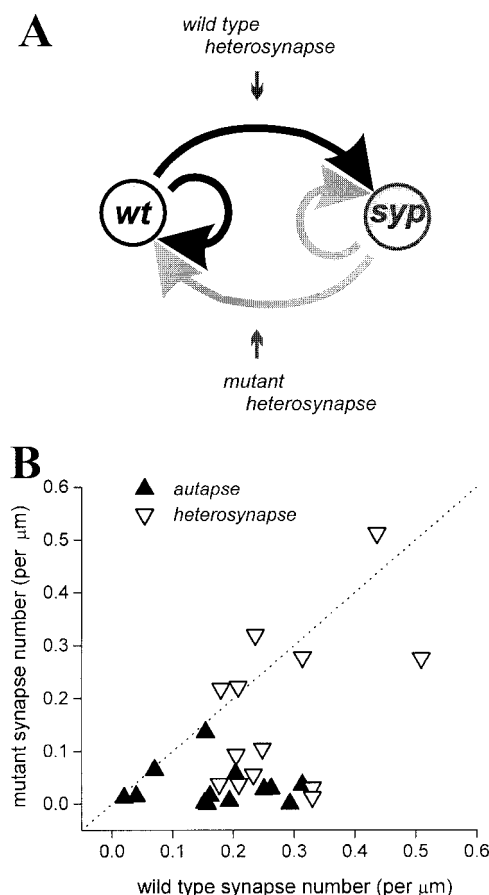 A
wild type
heterosynapse
wt
syp
mutant
heterosynapse
B
autapse
heterosynapse
mutant synapse number (per μm)
0.6
0.5
0.4
0.3
0.2
0.1
0.0
0.0 0.1 0.2 0.3 0.4 0.5 0.6
wild type synapse number (per μm)